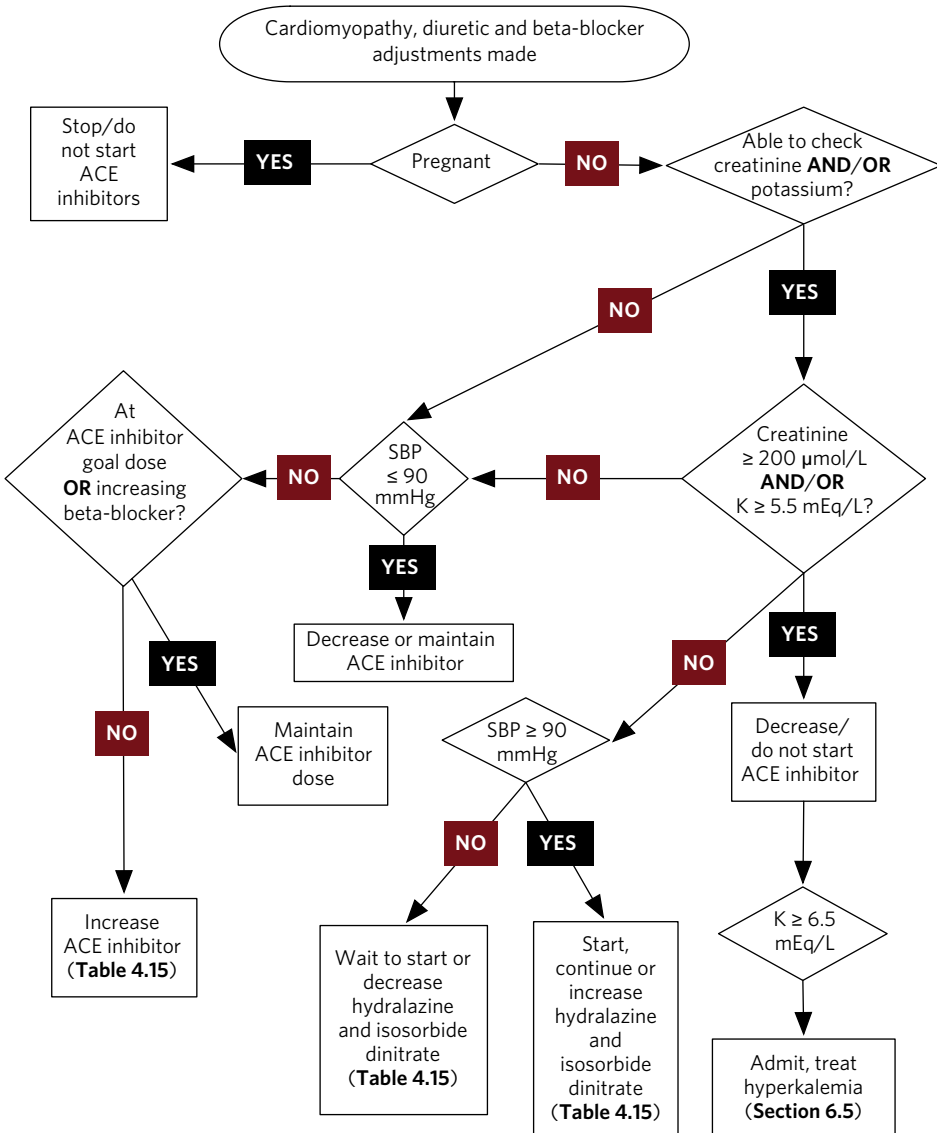 Cardiomyopathy, diuretic and beta-blocker
adjustments made
Stop/do
not start
ACE
inhibitors
YES
Pregnant
NO
Able to check
creatinine AND/OR
potassium?
NO
YES
At
ACE inhibitor
goal dose
OR increasing
beta-blocker?
NO
SBP
≤ 90
mmHg
NO
Creatinine
≥ 200 µmol/L
AND/OR
K ≥ 5.5 mEq/L?
YES
Decrease or maintain
ACE inhibitor
YES
NO
YES
NO
Maintain
ACE inhibitor
dose
SBP ≥ 90
mmHg
Decrease/
do not start
ACE inhibitor
NO
YES
Increase
ACE inhibitor
(Table 4.15)
Wait to start or
decrease
hydralazine
and isosorbide
dinitrate
(Table 4.15)
Start,
continue or
increase
hydralazine
and
isosorbide
dinitrate
(Table 4.15)
K ≥ 6.5
mEq/L
Admit, treat
hyperkalemia
(Section 6.5)